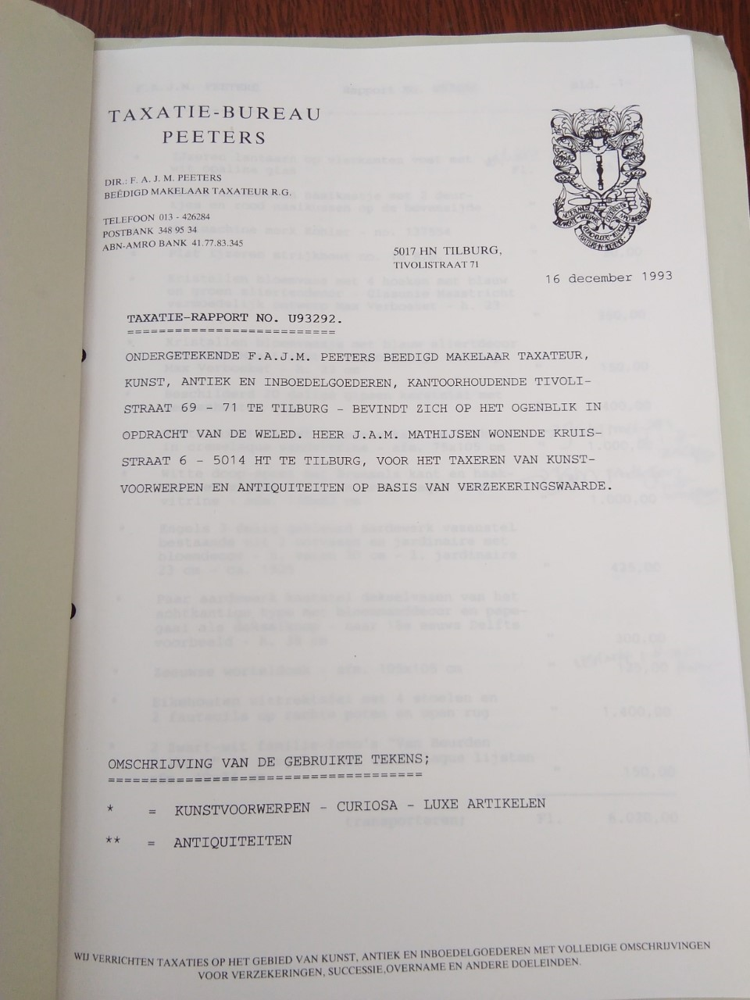 TAXATIE-BUREAU
PEETERS
DIR.: F. A. J. M. PEETERS
BEËDIGD MAKELAAR TAXATEUR R.G.
TELEFOON 013 - 426284
POSTBANK 348 95 34
ABN-AMRO BANK 41.77.83.345
5017 HN TILBURG,
TIVOLISTRAAT 71
16 december 1993
TAXATIE-RAPPORT NO. U93292.
===========================
ONDERGETEKENDE F.A.J.M. PEETERS BEEDIGD MAKELAAR TAXATEUR,
KUNST, ANTIEK EN INBOEDELGOEDEREN, KANTOORHOUDENDE TIVOLI-
STRAAT 69 - 71 TE TILBURG - BEVINDT ZICH OP HET OGENBLIK IN
OPDRACHT VAN DE WELED. HEER J.A.M. MATHIJSEN WONENDE KRUIS-
STRAAT 6 - 5014 HT TE TILBURG, VOOR HET TAXEREN VAN KUNST-
VOORWERPEN EN ANTIQUITEITEN OP BASIS VAN VERZEKERINGSWAARDE.
OMSCHRIJVING VAN DE GEBRUIKTE TEKENS;
=====================================
* = KUNSTVOORWERPEN - CURIOSA - LUXE ARTIKELEN
** = ANTIQUITEITEN
WIJ VERRICHTEN TAXATIES OP HET GEBIED VAN KUNST, ANTIEK EN INBOEDELGOEDEREN MET VOLLEDIGE OMSCHRIJVINGEN
VOOR VERZEKERINGEN, SUCCESSIE,OVERNAME EN ANDERE DOELEINDEN.